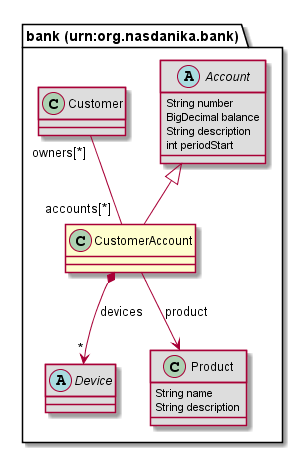 bank (urn:org.nasdanika.bank)
A Account
String number
BigDecimal balance
String description
int periodStart
C Customer
owners[*]
accounts[*]
C CustomerAccount
devices
product
*
A Device
C Product
String name
String description